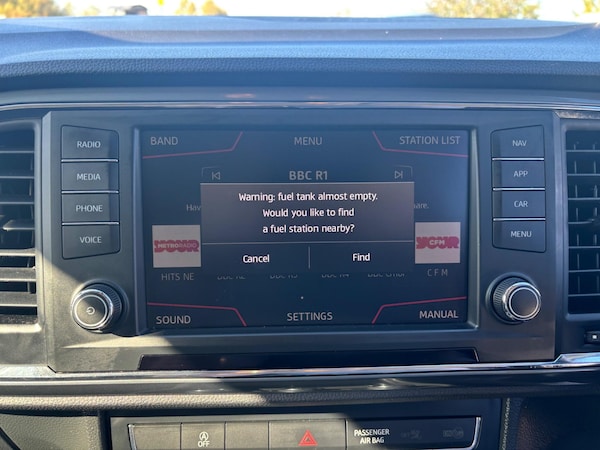 RADIO
MEDIA
PHONE
VOICE
BAND
MENU
STATION LIST
BBC R1
Warning: fuel tank almost empty.
Would you like to find
a fuel station nearby?
Cancel
Find
METRORADIO
CFM
HITS NE
C F M
SOUND
SETTINGS
MANUAL
NAV
APP
CAR
MENU
OFF
PASSENGER
AIR BAG